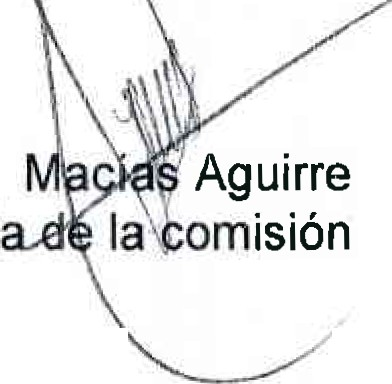 Macías Aguirre
a de la comisión